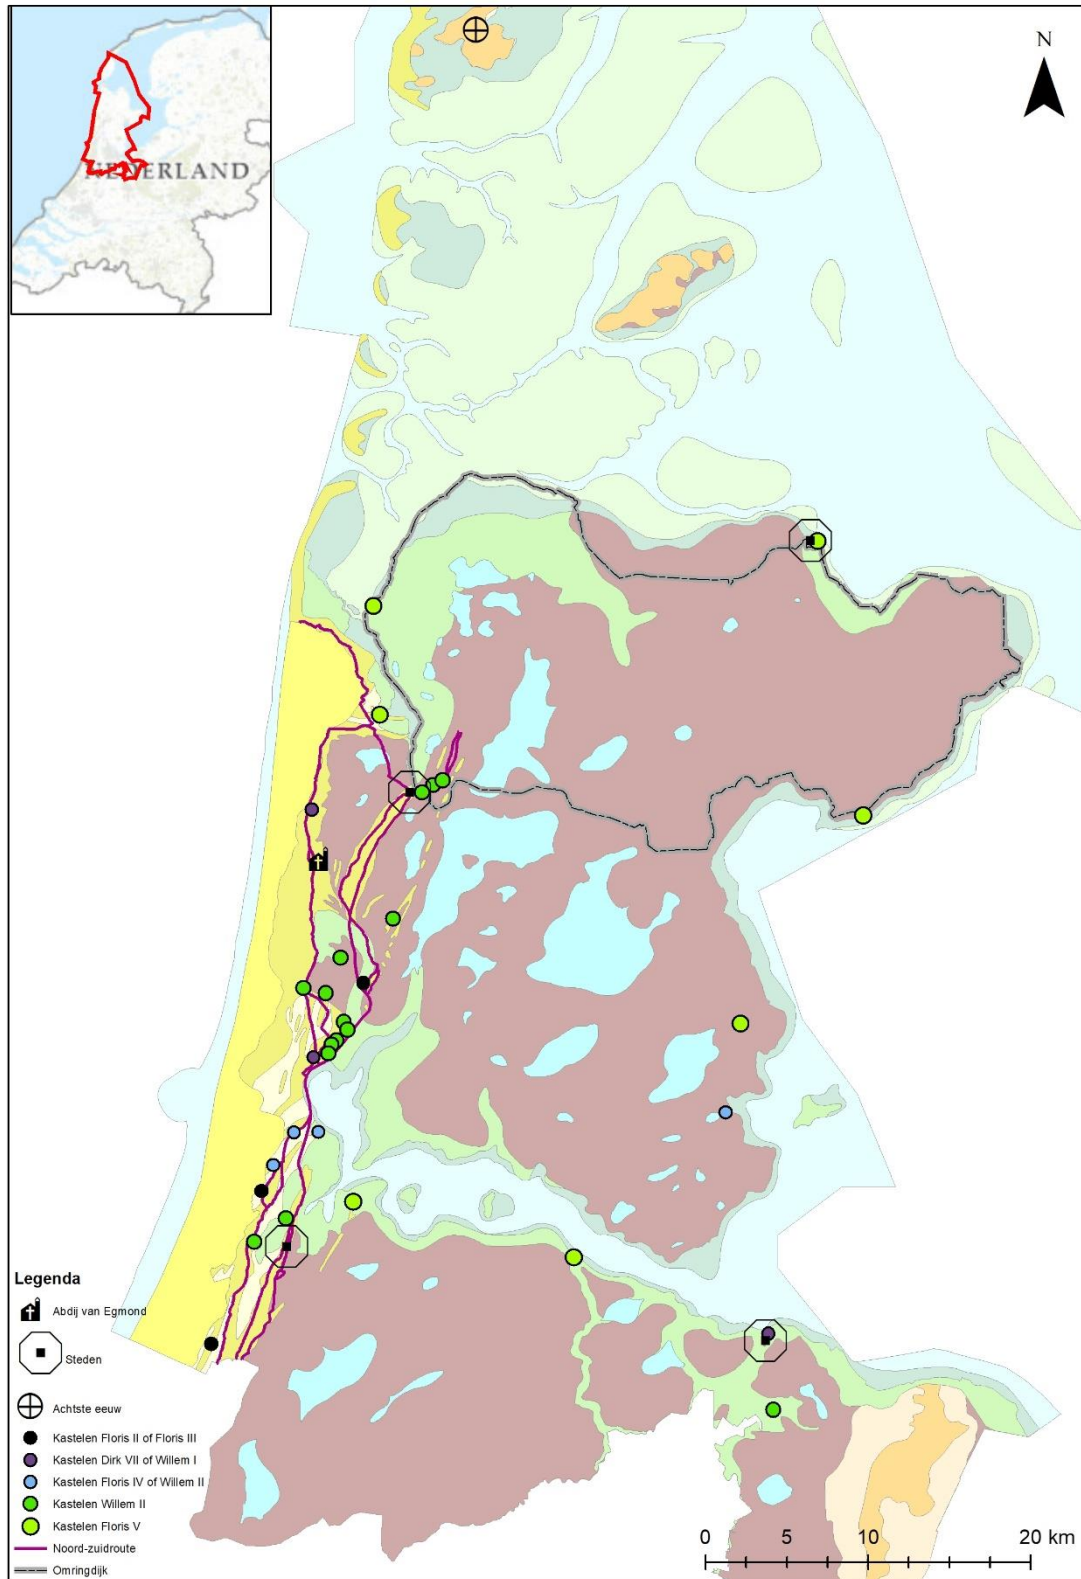 NEDERLAND
N
Legenda
Abdij van Egmond
Steden
Achtste eeuw
Kastelen Floris II of Floris III
Kastelen Dirk VII of Willem I
Kastelen Floris IV of Willem II
Kastelen Willem II
Kastelen Floris V
Noord-zuidroute
Omringdijk
0 5 10 20 km